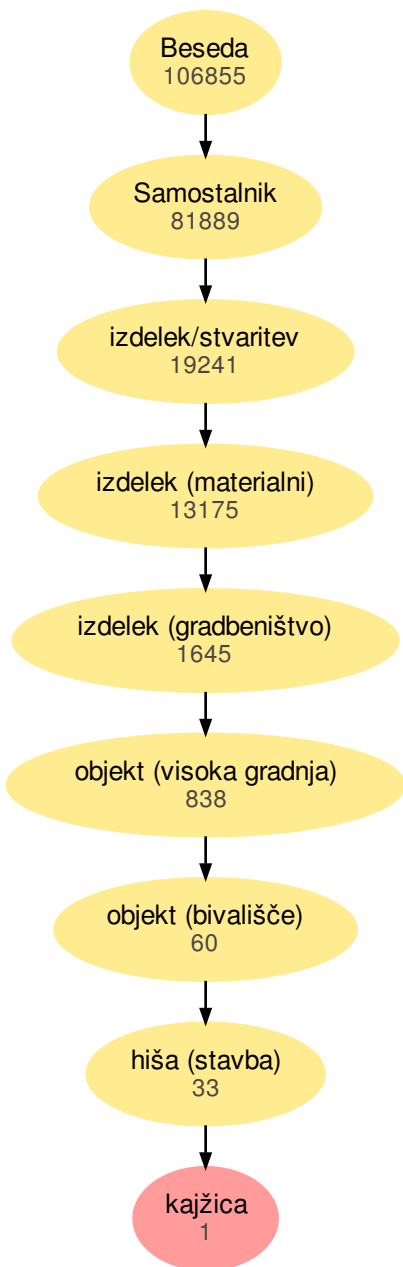 Beseda
106855
Samostalnik
81889
izdelek/stvaritev
19241
izdelek (materialni)
13175
izdelek (gradbeništvo)
1645
objekt (visoka gradnja)
838
objekt (bivališče)
60
hiša (stavba)
33
kajžica
1